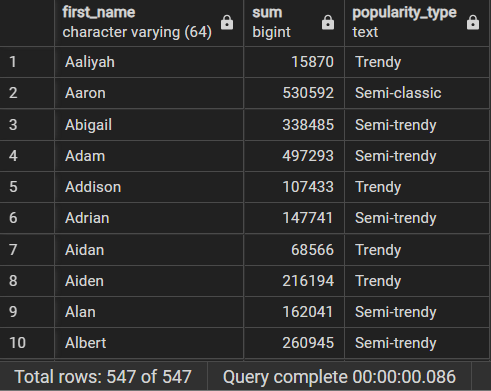 first_name sum popularity_type
character varying (64) bigint text
1 Aaliyah 15870 Trendy
2 Aaron 530592 Semi-classic
3 Abigail 338485 Semi-trendy
4 Adam 497293 Semi-trendy
5 Addison 107433 Trendy
6 Adrian 147741 Semi-trendy
7 Aidan 68566 Trendy
8 Aiden 216194 Trendy
9 Alan 162041 Semi-trendy
10 Albert 260945 Semi-trendy
Total rows: 547 of 547 Query complete 00:00:00.086